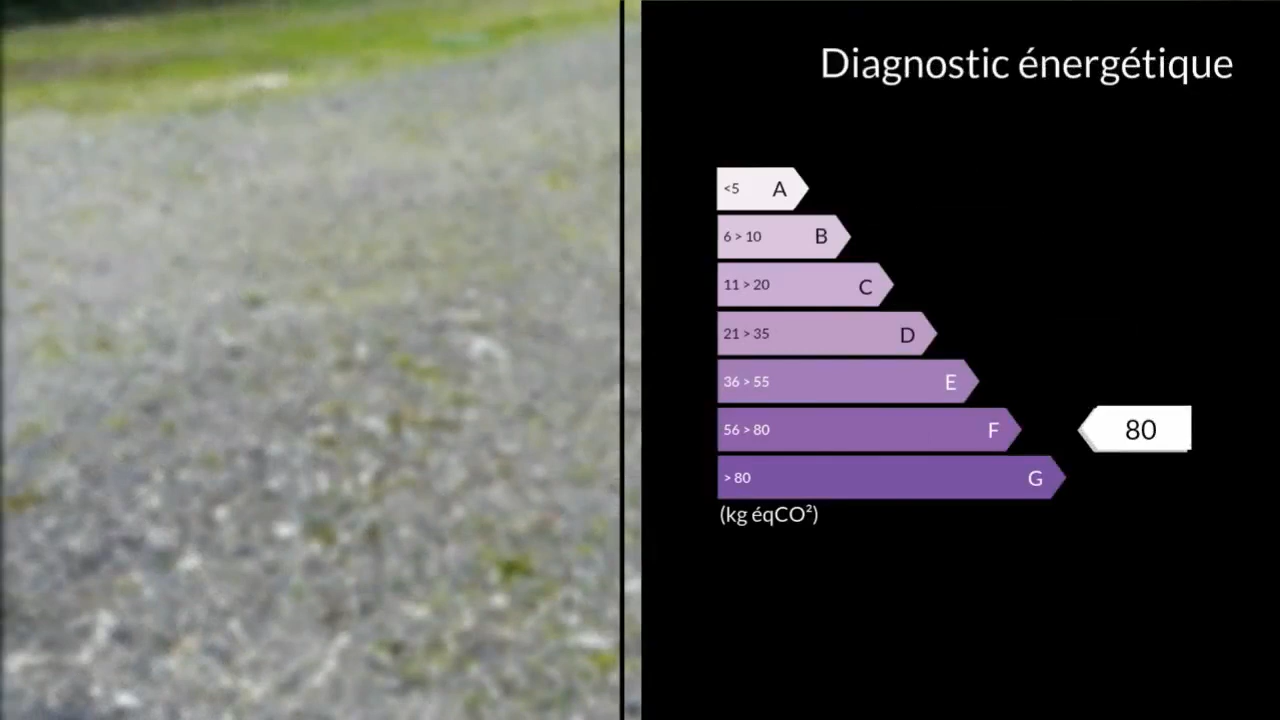 Diagnostic énergétique
<5 A
6 > 10 B
11 > 20 C
21 > 35 D
36 > 55 E
56 > 80 F 80
> 80 G
(kg éqCO²)